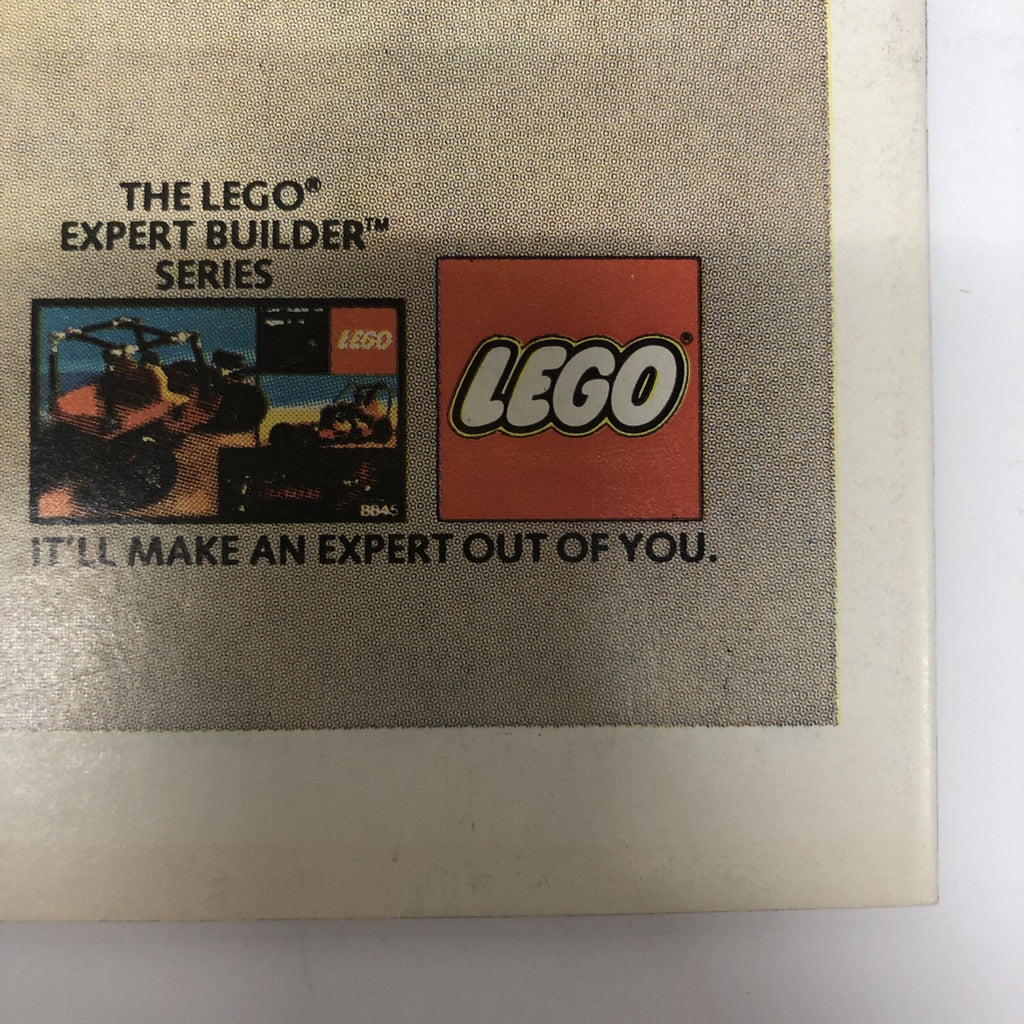 THE LEGO®
EXPERT BUILDER™
SERIES
LEGO
8845
LEGO®
IT'LL MAKE AN EXPERT OUT OF YOU.